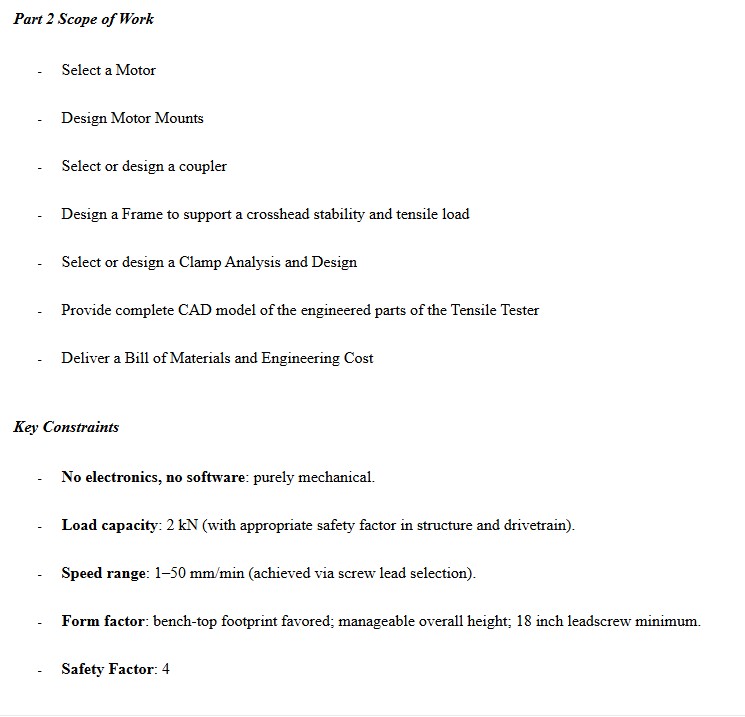 Part 2 Scope of Work
- Select a Motor
- Design Motor Mounts
- Select or design a coupler
- Design a Frame to support a crosshead stability and tensile load
- Select or design a Clamp Analysis and Design
- Provide complete CAD model of the engineered parts of the Tensile Tester
- Deliver a Bill of Materials and Engineering Cost
Key Constraints
- No electronics, no software: purely mechanical.
- Load capacity: 2 kN (with appropriate safety factor in structure and drivetrain).
- Speed range: 1–50 mm/min (achieved via screw lead selection).
- Form factor: bench-top footprint favored; manageable overall height; 18 inch leadscrew minimum.
- Safety Factor: 4